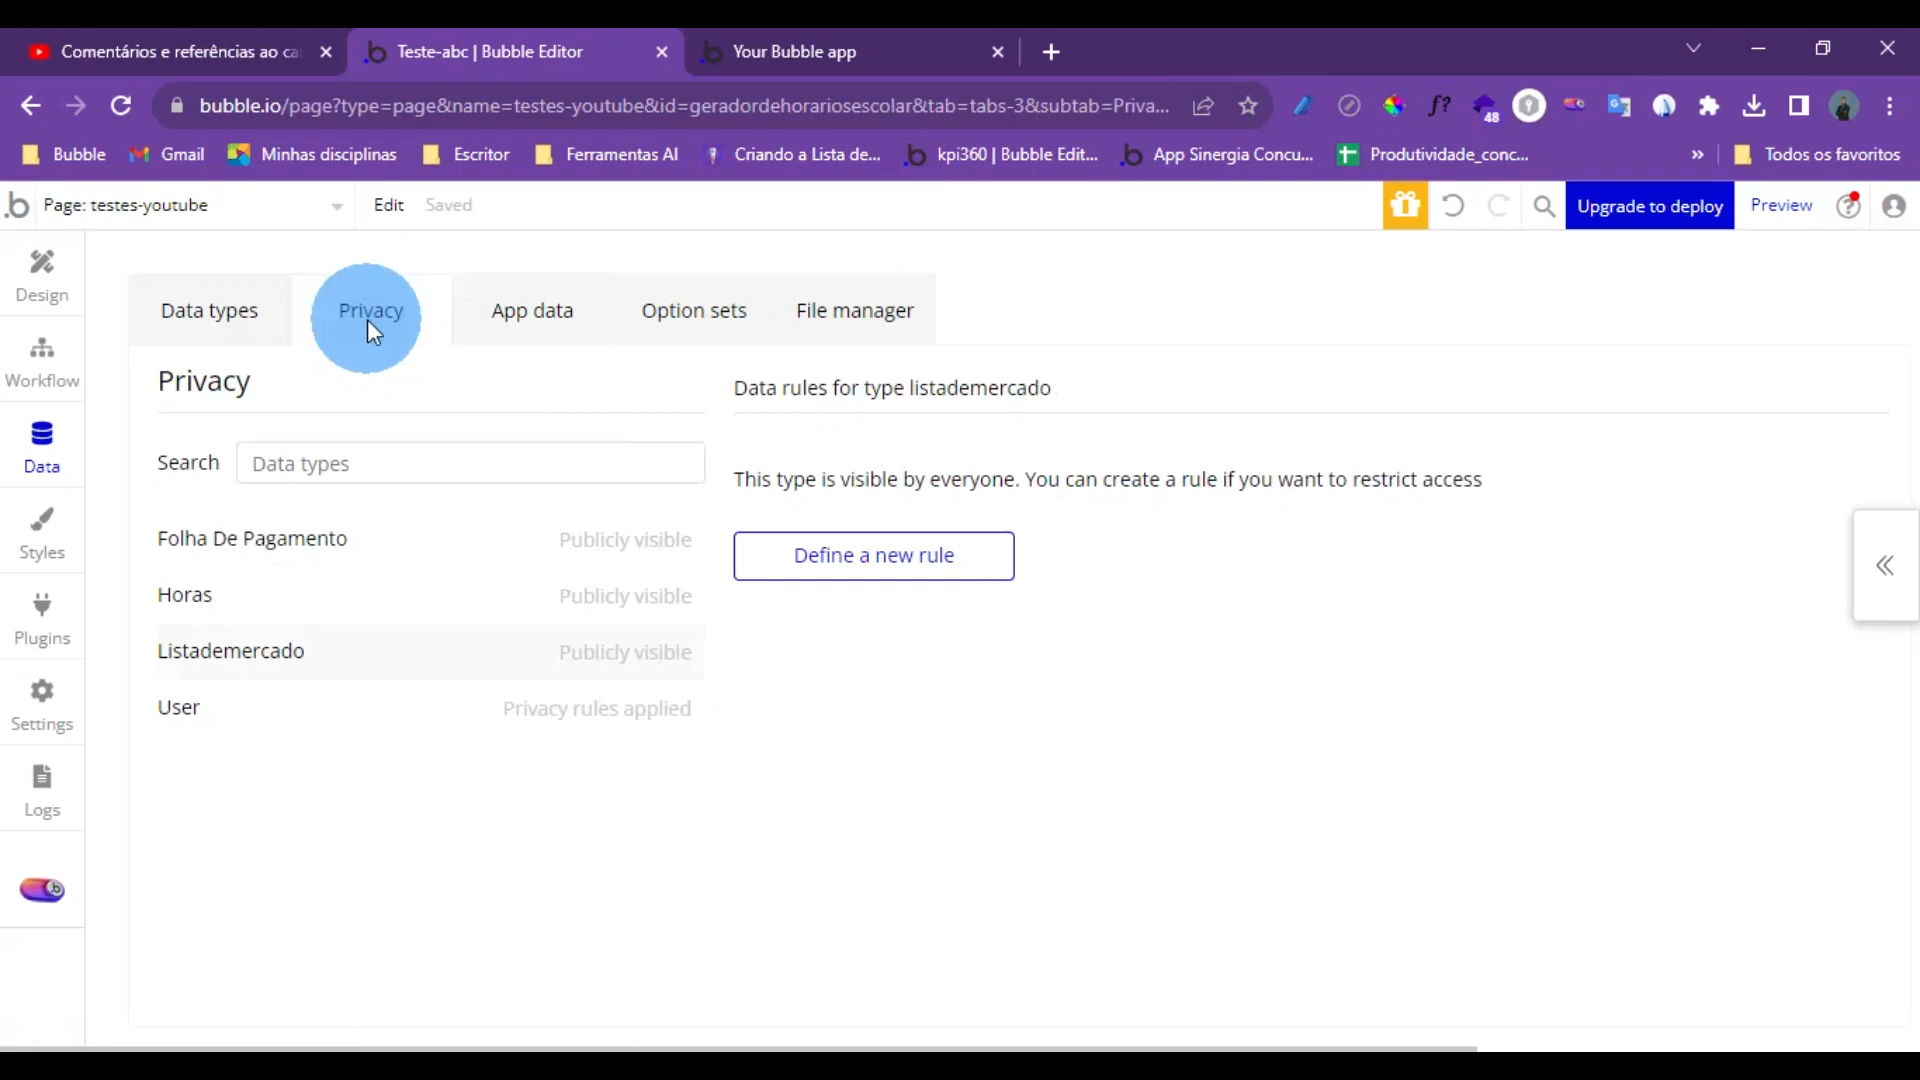 Comentários e referências ao ca
Teste-abc | Bubble Editor
Your Bubble app
bubble.io/page?type=page&name=testes-youtube&id=geradordehorariosescolar&tab=tabs-3&subtab=Priva...
f?
48
Bubble
Gmail
Minhas disciplinas
Escritor
Ferramentas AI
Criando a Lista de...
kpi360 | Bubble Edit...
App Sinergia Concu...
Produtividade_conc...
»
Todos os favoritos
Page: testes-youtube
Edit
Saved
Upgrade to deploy
Preview
Design
Workflow
Data
Styles
Plugins
Settings
Logs
Data types
Privacy
App data
Option sets
File manager
Privacy
Search
Data types
Folha De Pagamento
Publicly visible
Horas
Publicly visible
Listademercado
Publicly visible
User
Privacy rules applied
Data rules for type listademercado
This type is visible by everyone. You can create a rule if you want to restrict access
Define a new rule